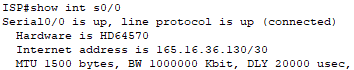 ISP#show int s0/0
Serial0/0 is up, line protocol is up (connected)
Hardware is HD64570
Internet address is 165.16.36.130/30
MTU 1500 bytes, BW 1000000 Kbit, DLY 20000 usec,